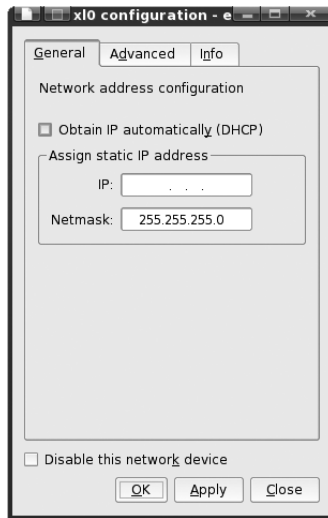 xl0 configuration - e
General Advanced Info
Network address configuration
Obtain IP automatically (DHCP)
Assign static IP address
IP: . . .
Netmask: 255.255.255.0
Disable this network device
OK Apply Close